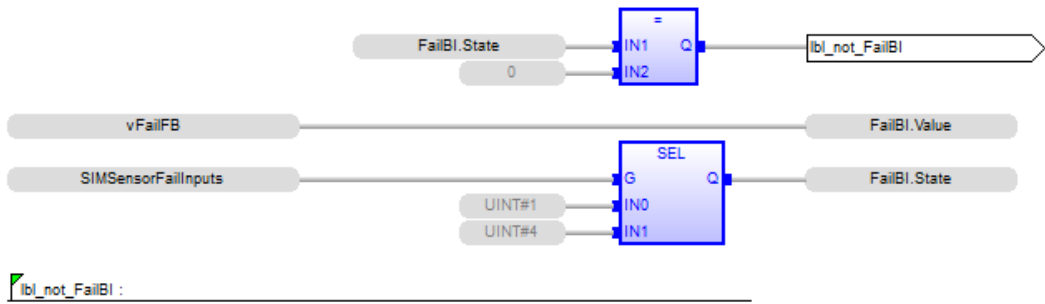 =
FailBI.State IN1 Q lbl_not_FailBI
0 IN2
vFailFB FailBI.Value
SEL
SIMSensorFailInputs G Q FailBI.State
UINT#1 IN0
UINT#4 IN1
lbl_not_FailBI :